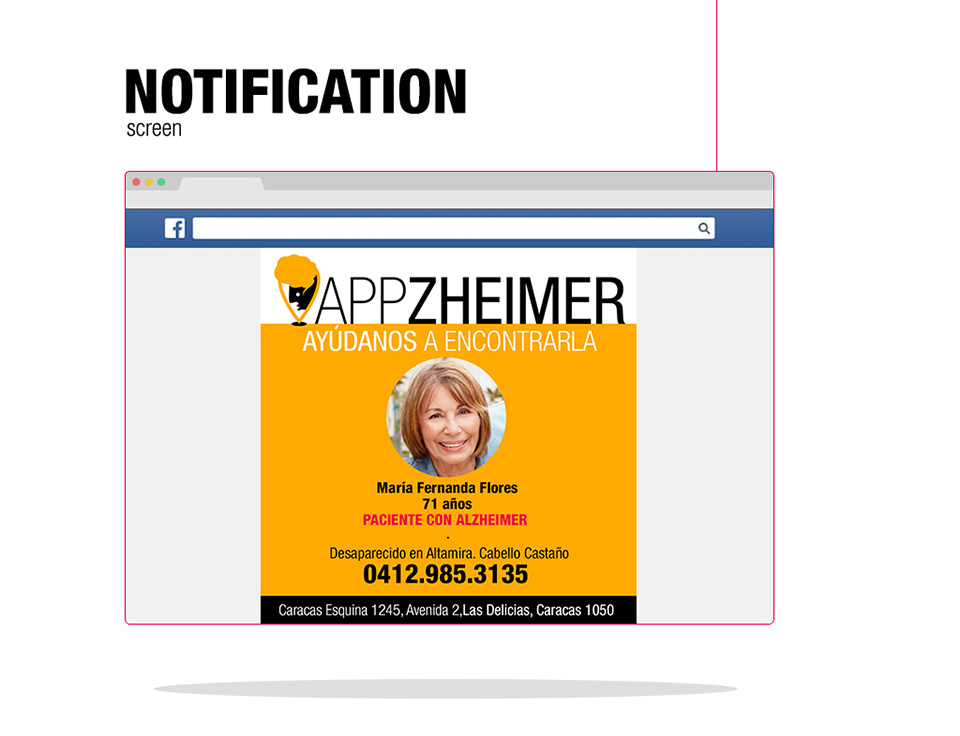 NOTIFICATION
screen
f
APPZHEIMER
AYÚDANOS A ENCONTRARLA
María Fernanda Flores
71 años
PACIENTE CON ALZHEIMER
.
Desaparecido en Altamira. Cabello Castaño
0412.985.3135
Caracas Esquina 1245, Avenida 2,Las Delicias, Caracas 1050